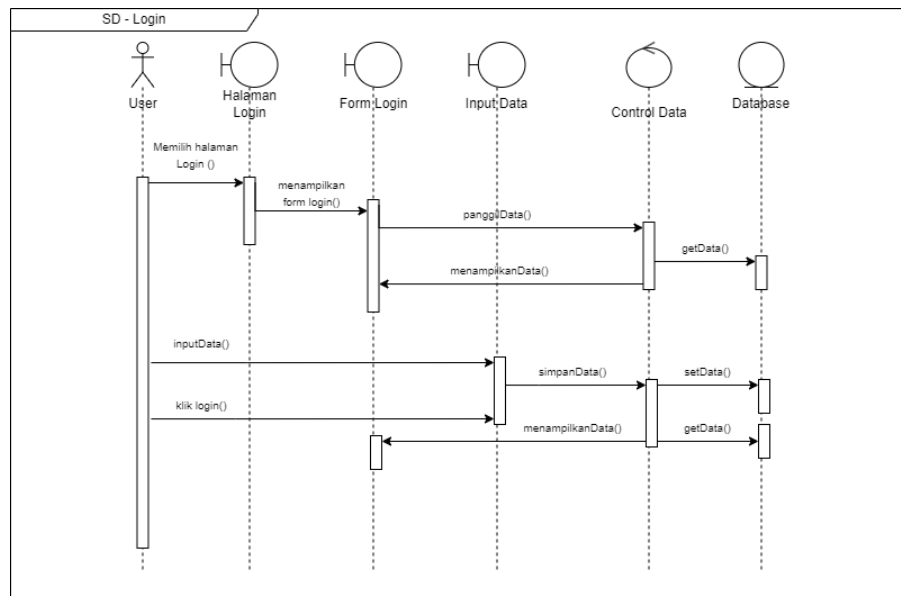 SD - Login
User
Halaman
Login
Form Login
Input Data
Control Data
Database
Memilih halaman
Login ()
menampilkan
form login()
panggilData()
getData()
menampilkanData()
inputData()
simpanData()
setData()
klik login()
menampilkanData()
getData()